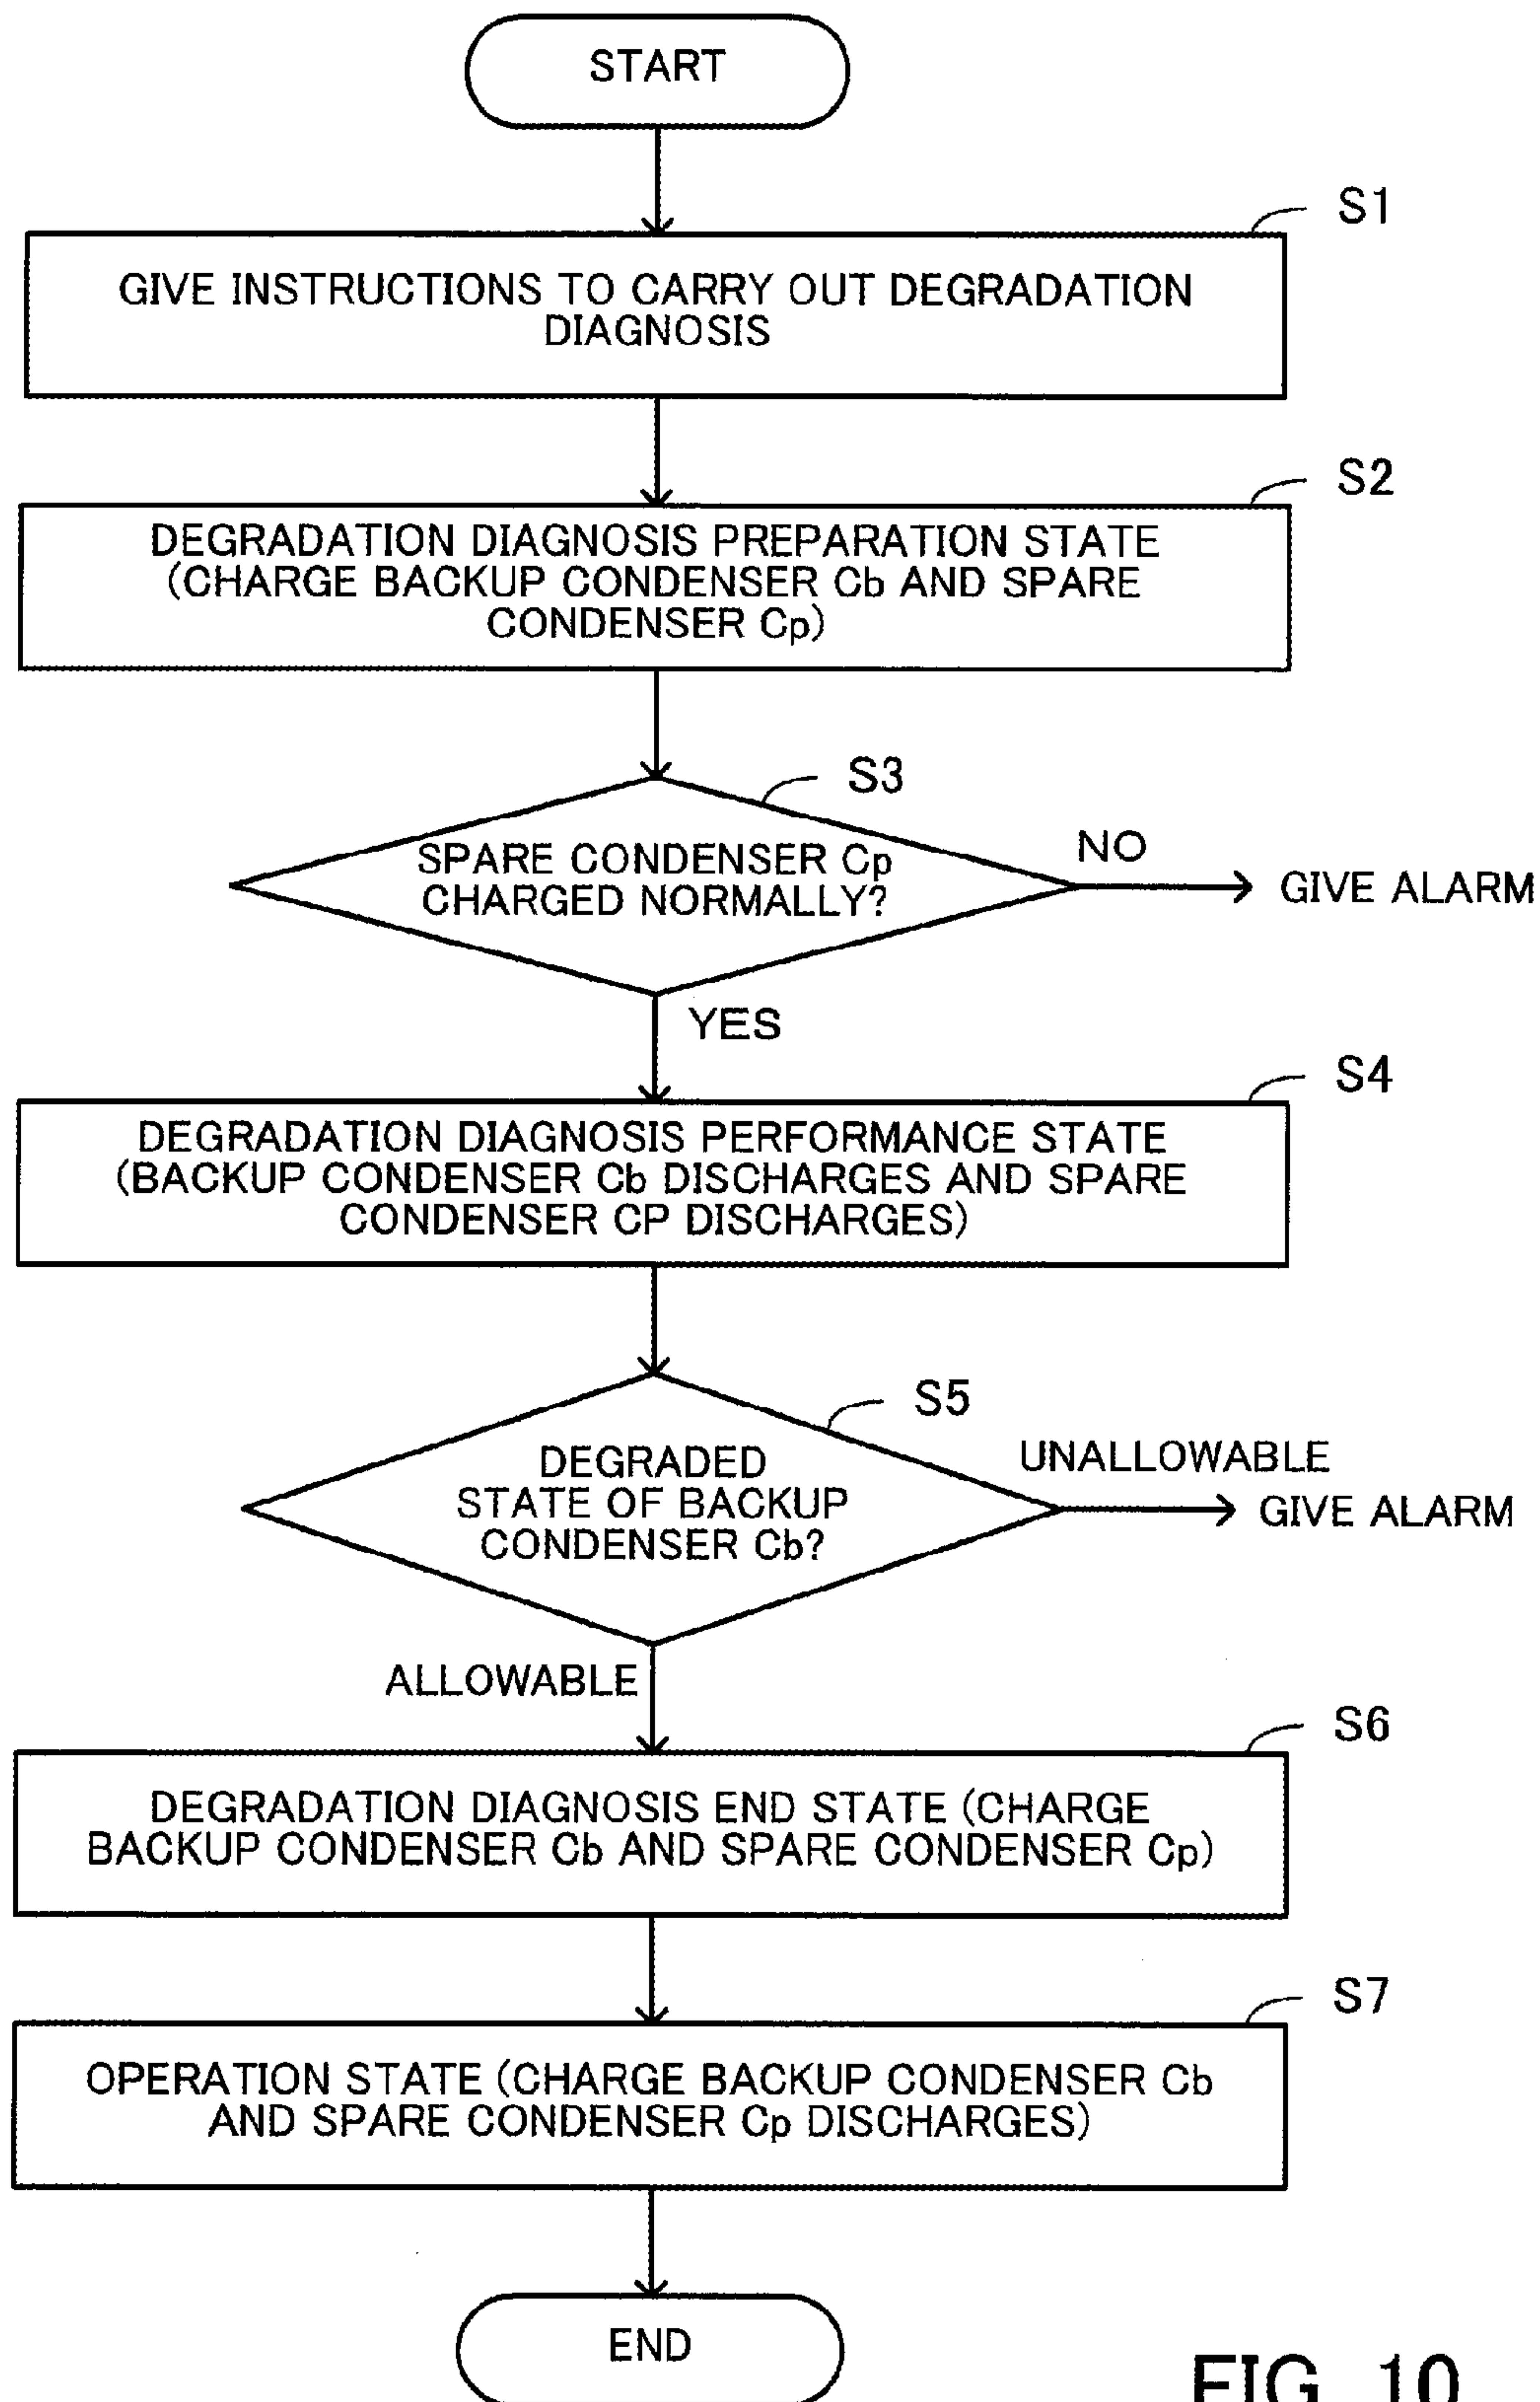 START
S1
GIVE INSTRUCTIONS TO CARRY OUT DEGRADATION
DIAGNOSIS
S2
DEGRADATION DIAGNOSIS PREPARATION STATE
(CHARGE BACKUP CONDENSER Cb AND SPARE
CONDENSER Cp)
S3
SPARE CONDENSER Cp
CHARGED NORMALLY?
NO
GIVE ALARM
YES
S4
DEGRADATION DIAGNOSIS PERFORMANCE STATE
(BACKUP CONDENSER Cb DISCHARGES AND SPARE
CONDENSER CP DISCHARGES)
S5
DEGRADED
STATE OF BACKUP
CONDENSER Cb?
UNALLOWABLE
GIVE ALARM
ALLOWABLE
S6
DEGRADATION DIAGNOSIS END STATE (CHARGE
BACKUP CONDENSER Cb AND SPARE CONDENSER Cp)
S7
OPERATION STATE (CHARGE BACKUP CONDENSER Cb
AND SPARE CONDENSER Cp DISCHARGES)
END
FIG. 10